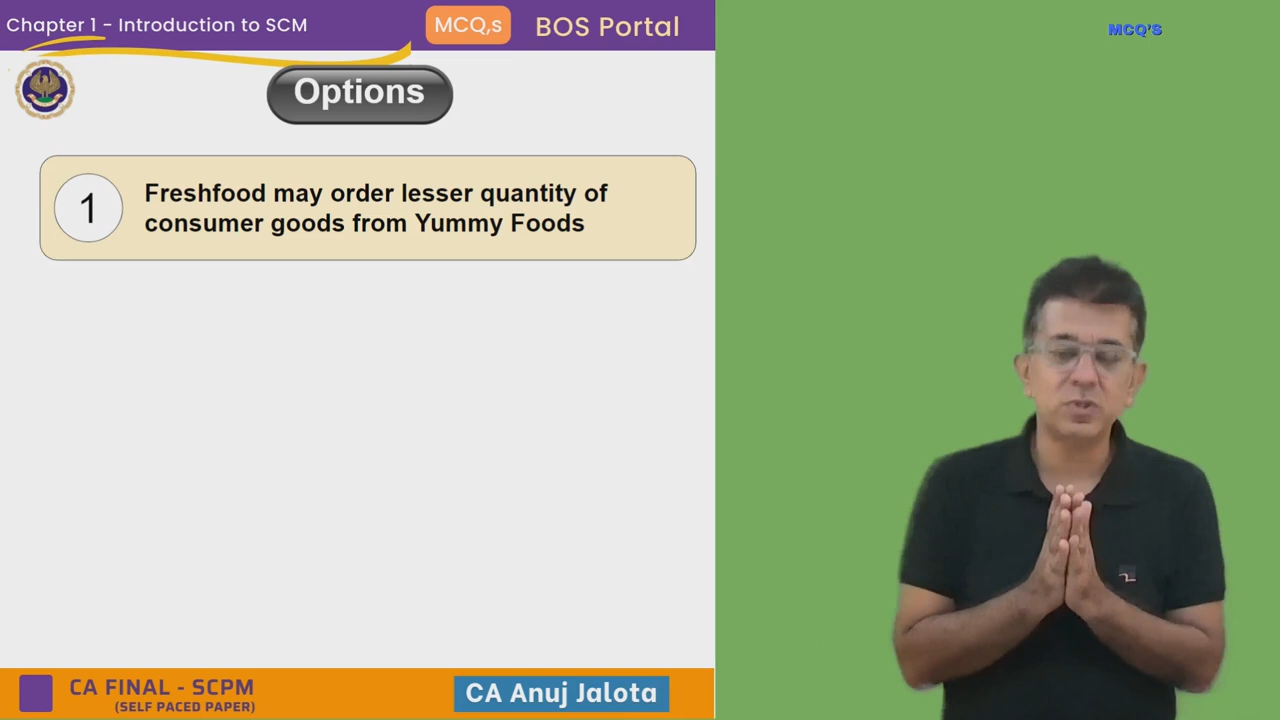 Chapter 1 - Introduction to SCM
MCQ,s
BOS Portal
MCQ'S
Options
1
Freshfood may order lesser quantity of
consumer goods from Yummy Foods
CA FINAL - SCPM
(SELF PACED PAPER)
CA Anuj Jalota